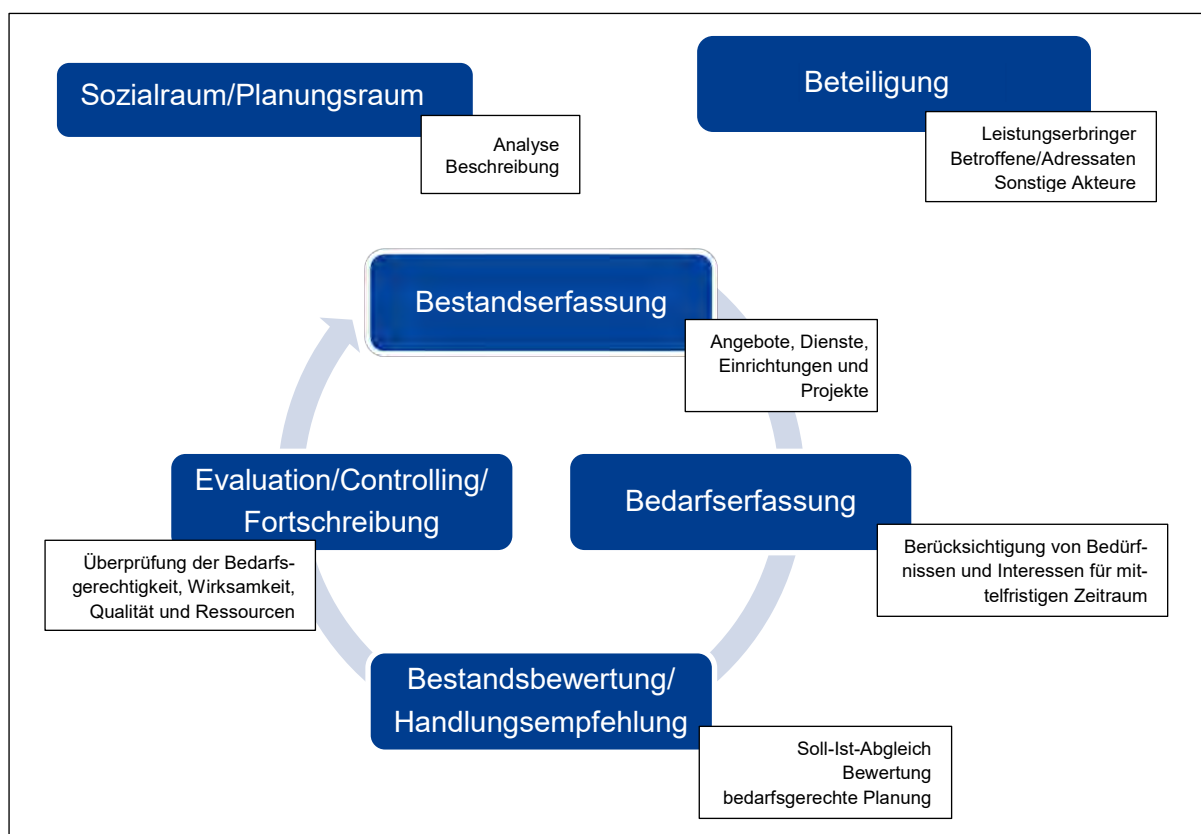 Sozialraum/Planungsraum
Analyse
Beschreibung
Beteiligung
Leistungserbringer
Betroffene/Adressaten
Sonstige Akteure
Bestandserfassung
Angebote, Dienste,
Einrichtungen und
Projekte
Bedarfserfassung
Berücksichtigung von Bedürf-
nissen und Interessen für mit-
telfristigen Zeitraum
Bestandsbewertung/
Handlungsempfehlung
Soll-Ist-Abgleich
Bewertung
bedarfsgerechte Planung
Evaluation/Controlling/
Fortschreibung
Überprüfung der Bedarfs-
gerechtigkeit, Wirksamkeit,
Qualität und Ressourcen